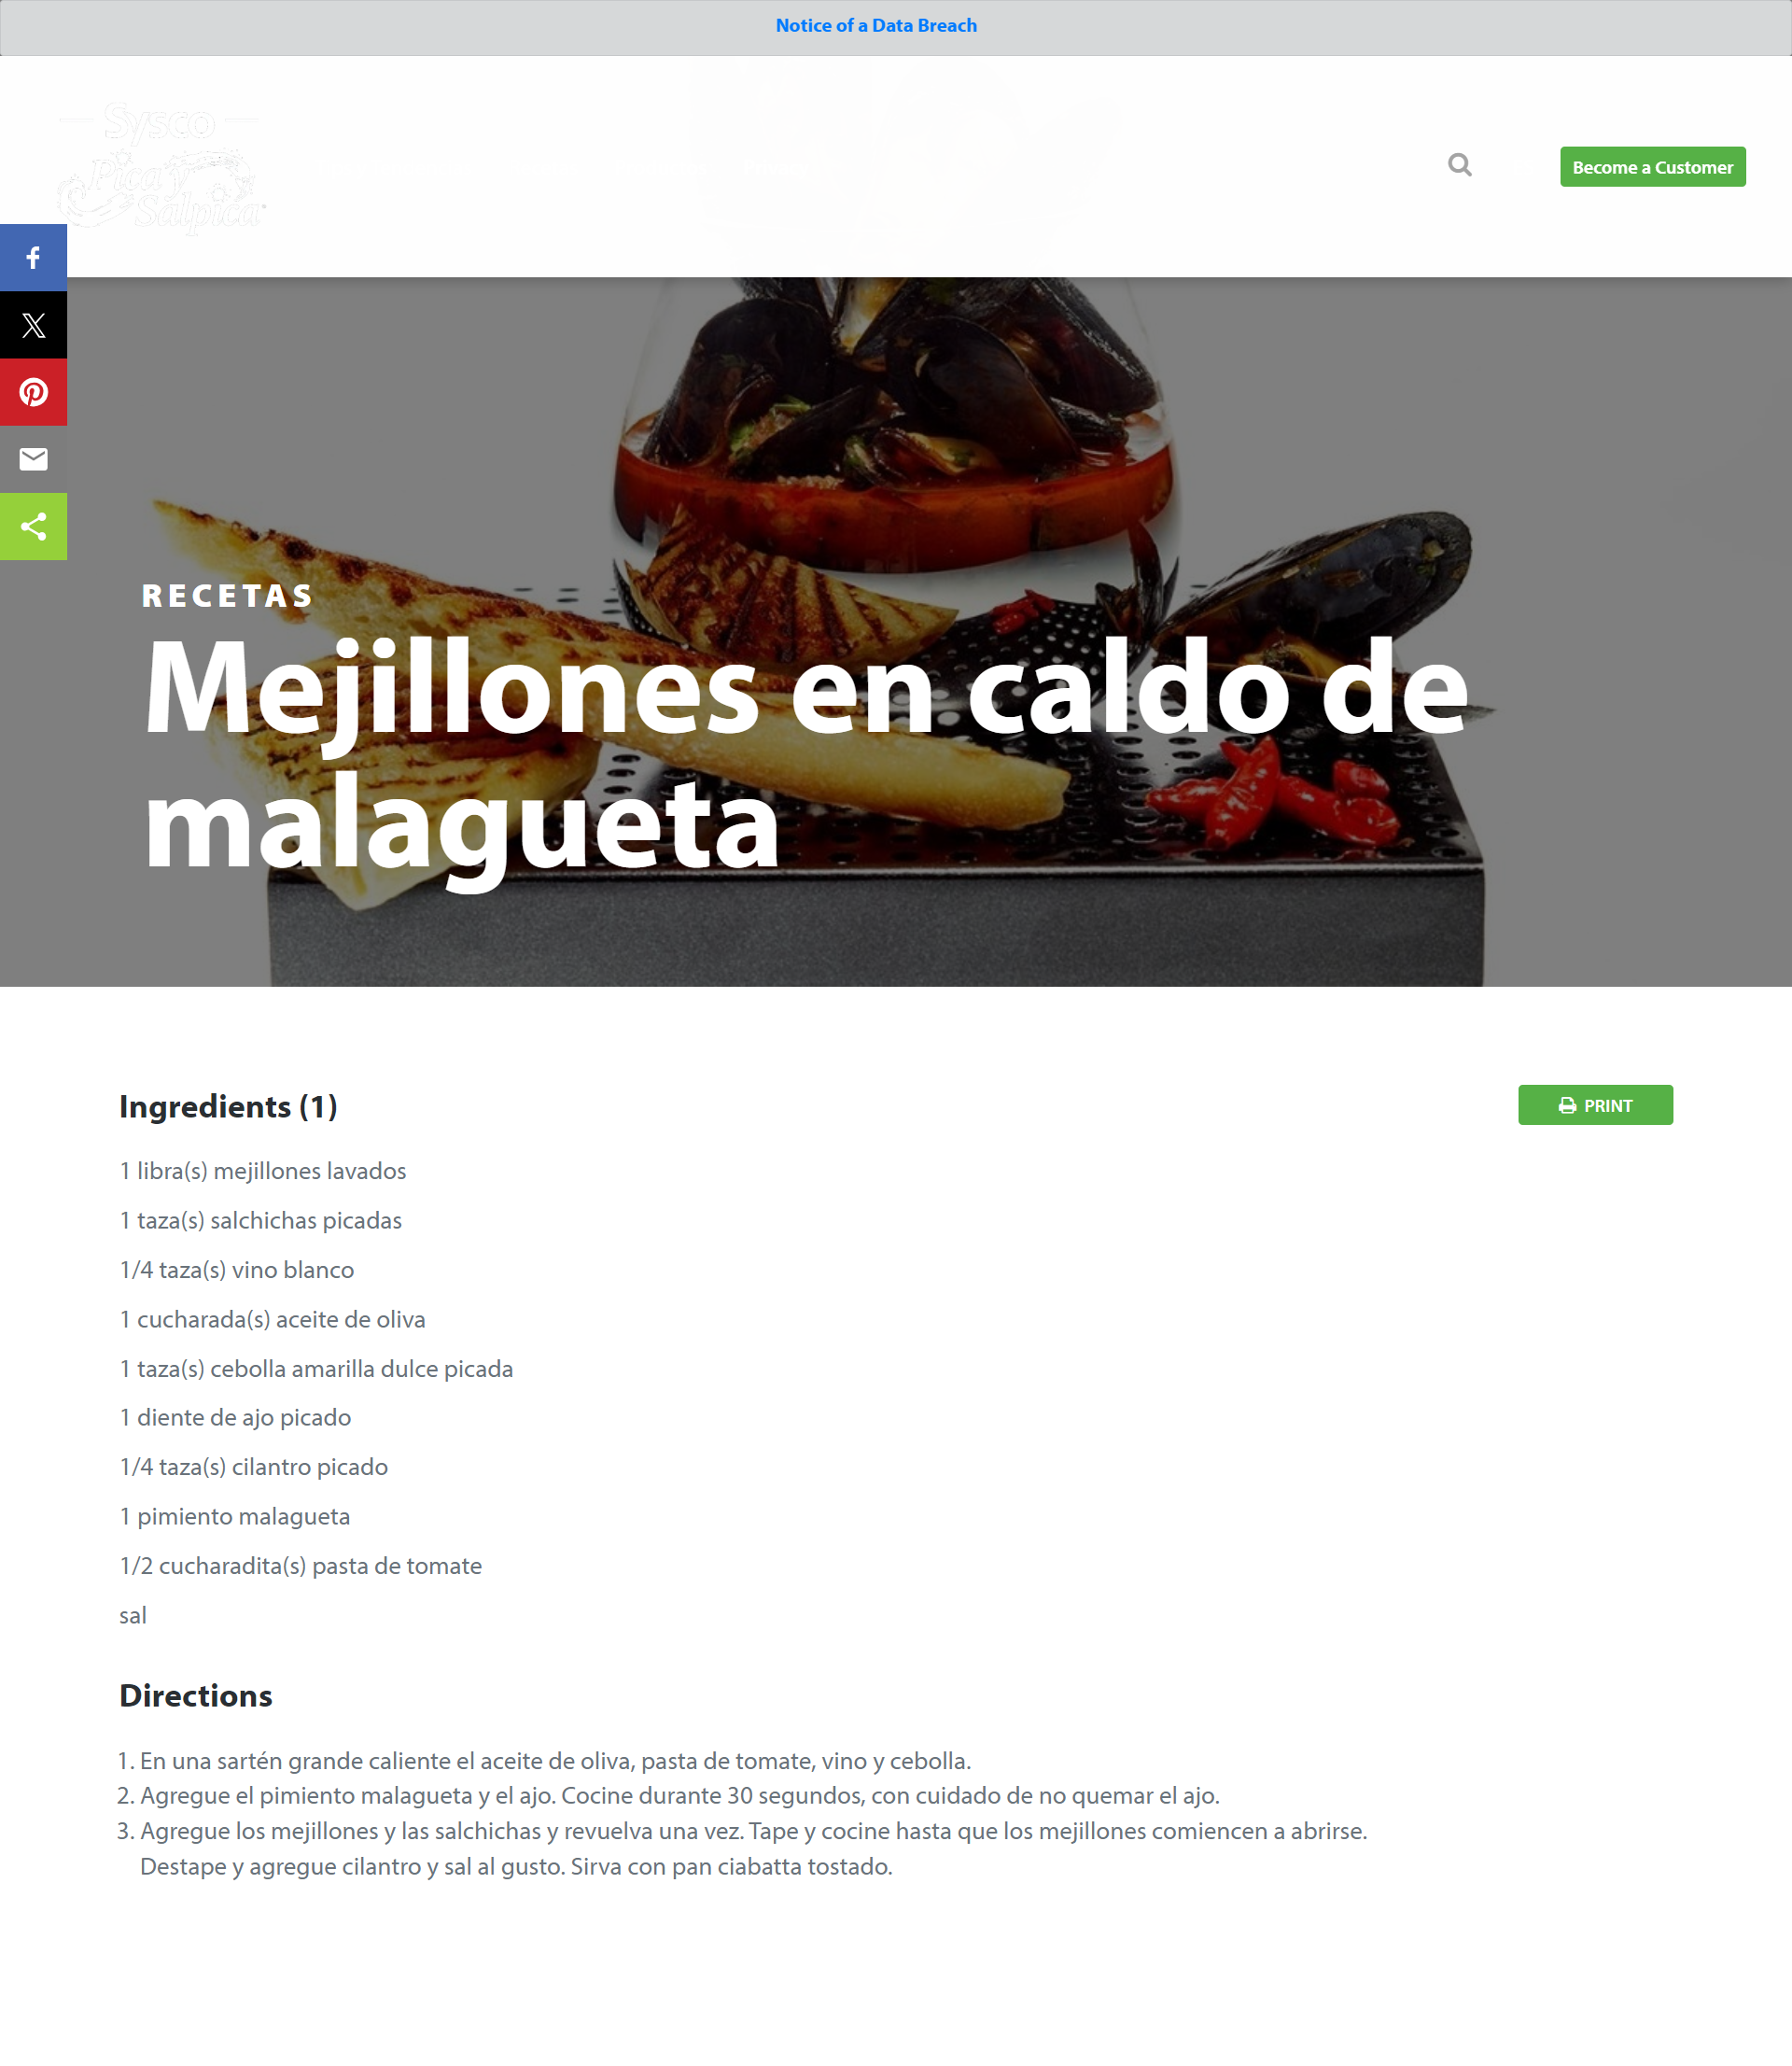 Notice of a Data Breach
Sysco
Pica y
Salpica
Become a Customer
RECETAS
Mejillones en caldo de
malagueta
Ingredients (1)
PRINT
1 libra(s) mejillones lavados
1 taza(s) salchichas picadas
1/4 taza(s) vino blanco
1 cucharada(s) aceite de oliva
1 taza(s) cebolla amarilla dulce picada
1 diente de ajo picado
1/4 taza(s) cilantro picado
1 pimiento malagueta
1/2 cucharadita(s) pasta de tomate
sal
Directions
1. En una sartén grande caliente el aceite de oliva, pasta de tomate, vino y cebolla.
2. Agregue el pimiento malagueta y el ajo. Cocine durante 30 segundos, con cuidado de no quemar el ajo.
3. Agregue los mejillones y las salchichas y revuelva una vez. Tape y cocine hasta que los mejillones comiencen a abrirse.
Destape y agregue cilantro y sal al gusto. Sirva con pan ciabatta tostado.